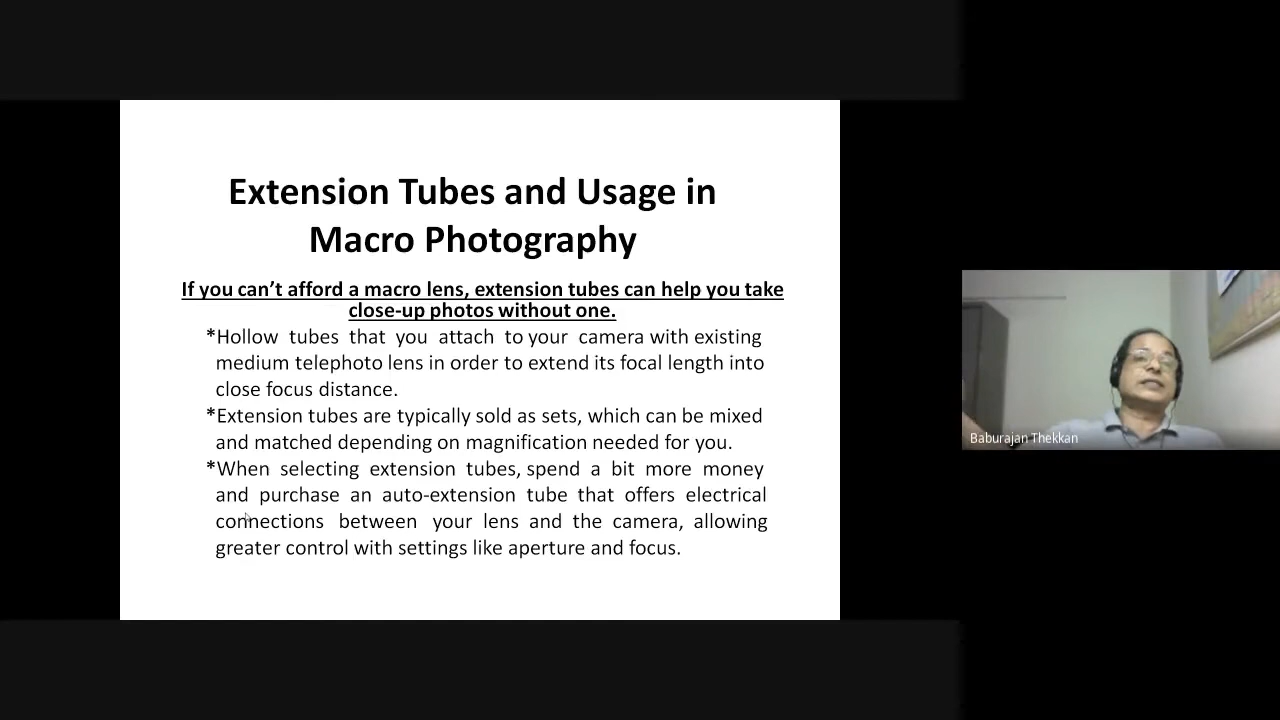 Extension Tubes and Usage in
Macro Photography
If you can’t afford a macro lens, extension tubes can help you take
close-up photos without one.
*Hollow tubes that you attach to your camera with existing
medium telephoto lens in order to extend its focal length into
close focus distance.
*Extension tubes are typically sold as sets, which can be mixed
and matched depending on magnification needed for you.
*When selecting extension tubes, spend a bit more money
and purchase an auto-extension tube that offers electrical
connections between your lens and the camera, allowing
greater control with settings like aperture and focus.
Baburajan Thekkan